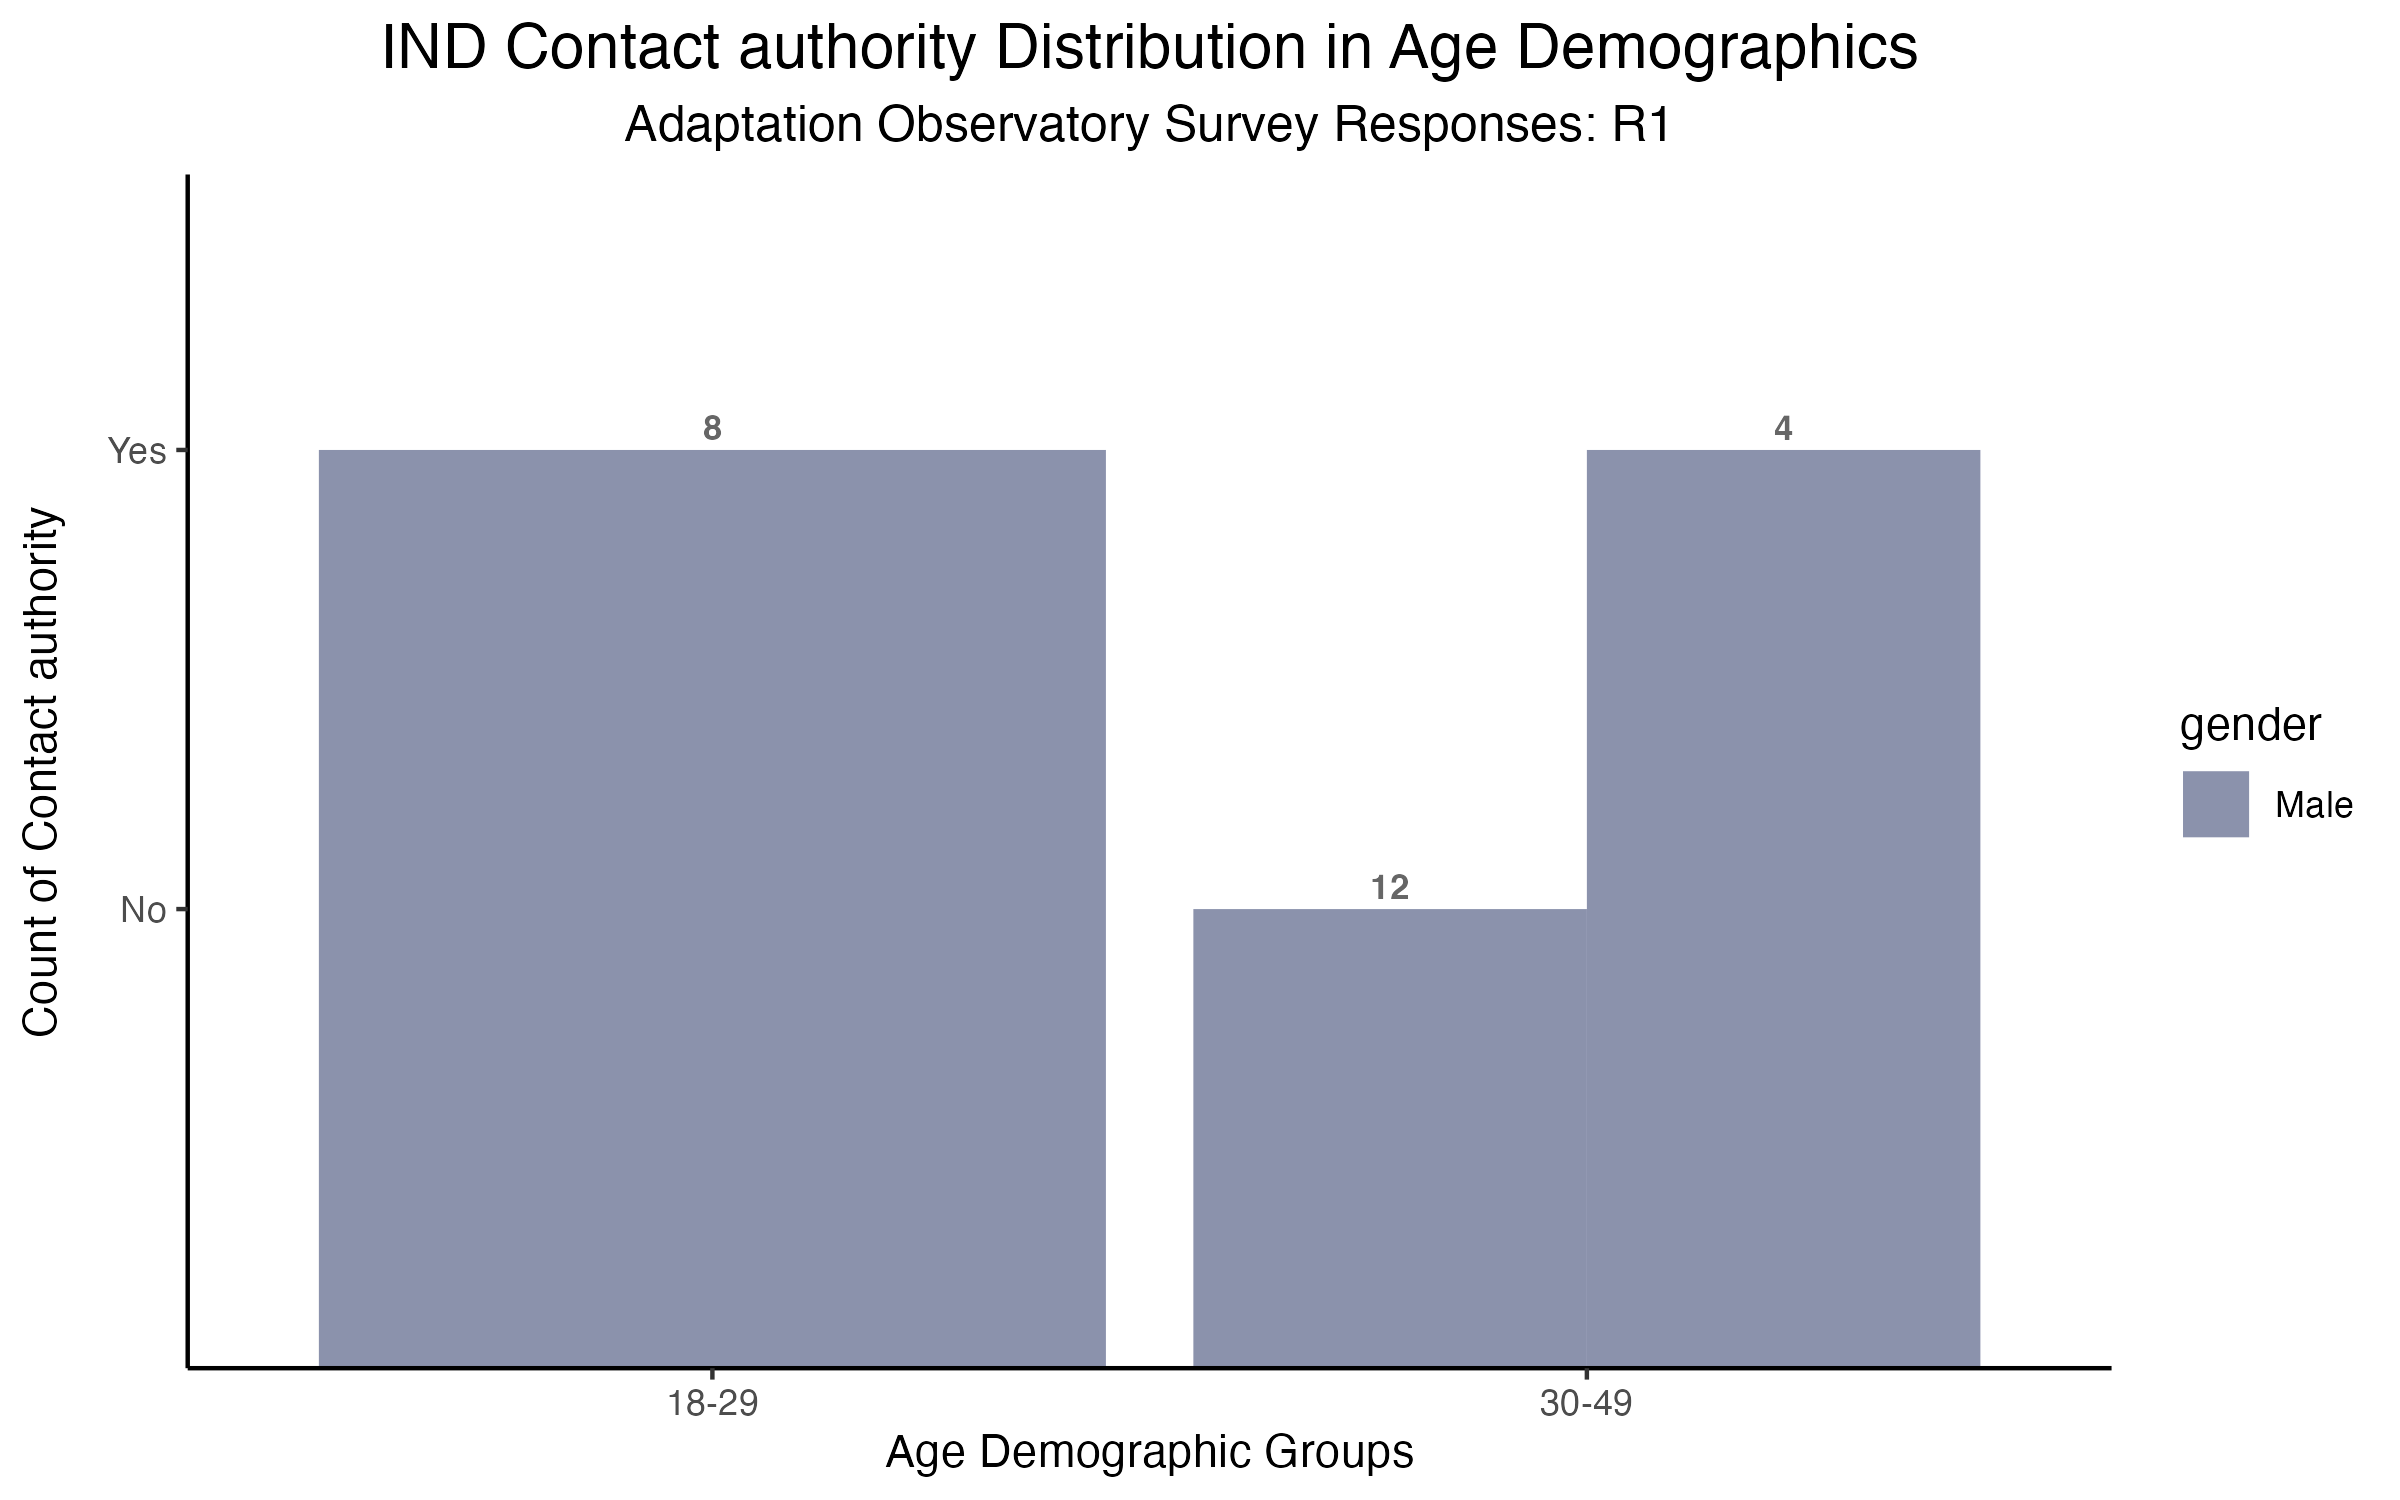 IND Contact authority Distribution in Age Demographics
Adaptation Observatory Survey Responses: R1
Count of Contact authority
Yes
No
8
12
4
18-29
30-49
Age Demographic Groups
gender
Male